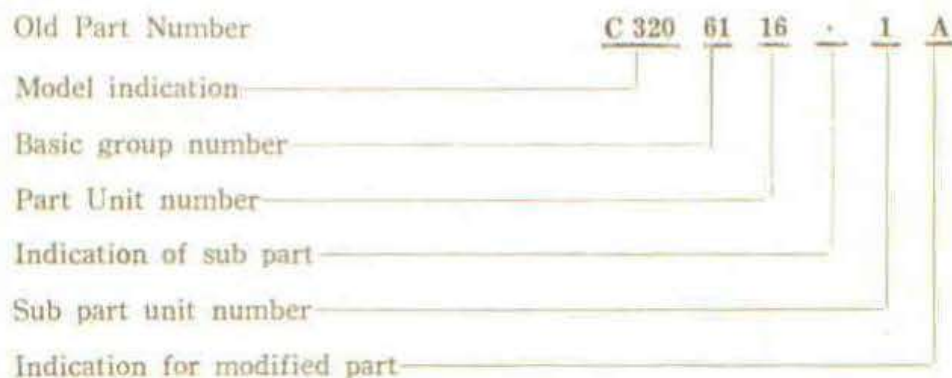 Old Part Number C 320 61 16 · 1 A
Model indication
Basic group number
Part Unit number
Indication of sub part
Sub part unit number
Indication for modified part